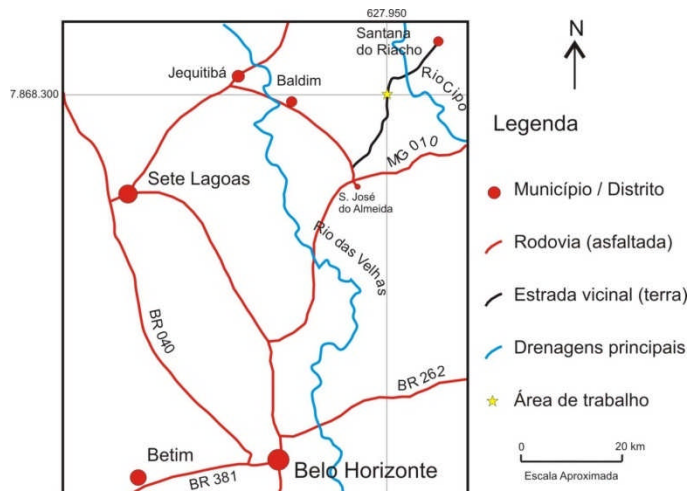 627.950
Santana
do Riacho
N
Jequitibá
Baldim
Rio Cipo
7.868.300
Legenda
MG 010
Sete Lagoas
S. José
do Almeida
Município / Distrito
Rio das Velhas
Rodovia (asfaltada)
Estrada vicinal (terra)
BR 040
Drenagens principais
BR 262
Área de trabalho
Betim
0 20 km
Belo Horizonte
BR 381
Escala Aproximada